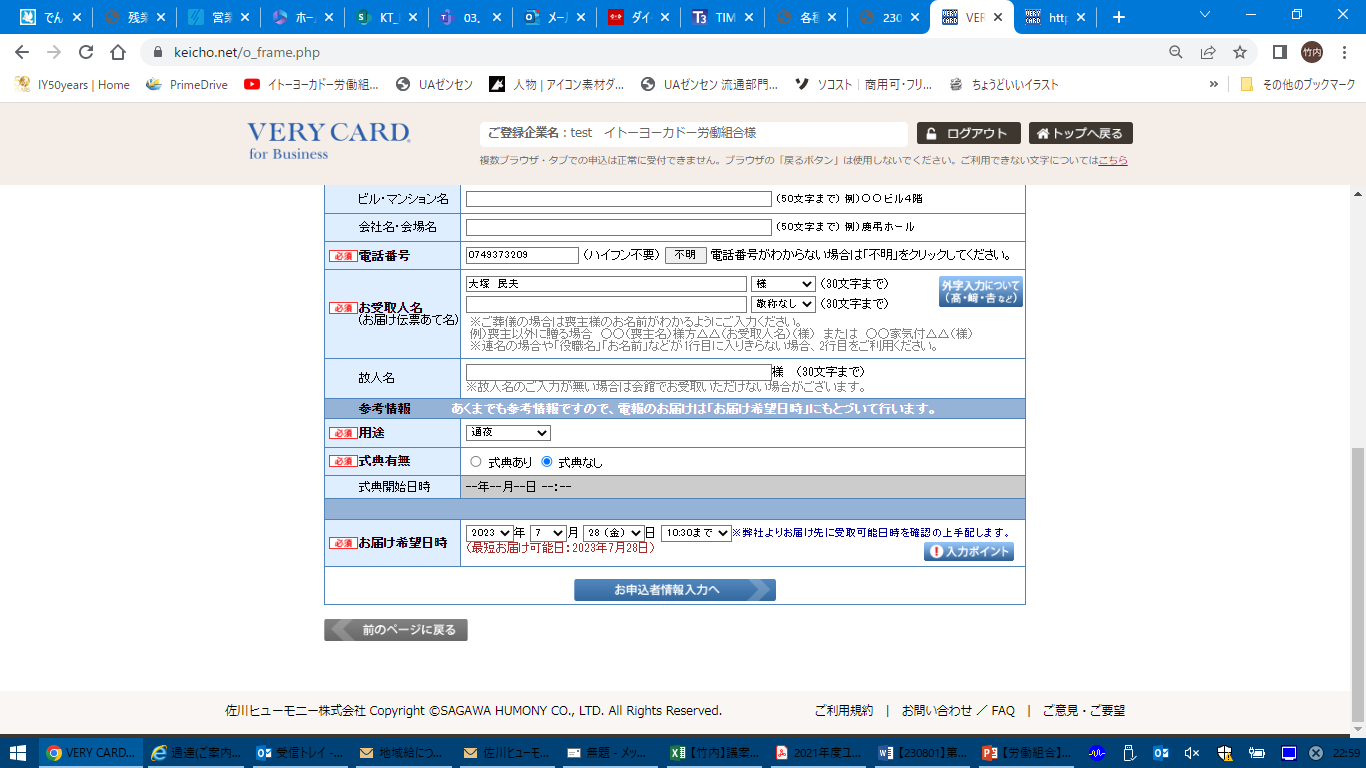 でん
残業
営業
ホーム
KT_
03.
メール
ダイ
TIM
各種
230
VER
http
keicho.net/o_frame.php
竹内
IY50years | Home
PrimeDrive
イトーヨーカドー労働組...
UAゼンセン
人物 | アイコン素材ダ...
UAゼンセン 流通部門...
ソコスト | 商用可・フリ...
ちょうどいいイラスト
»
その他のブックマーク
VERY CARD
for Business
ご登録企業名：test イトーヨーカドー労働組合様
ログアウト
トップへ戻る
複数ブラウザ・タブでの申込は正常に受付できません。ブラウザの「戻るボタン」は使用しないでください。ご利用できない文字についてはこちら
ビル・マンション名
(50文字まで) 例)○○ビル4階
会社名・会場名
(50文字まで) 例)慶弔ホール
必須 電話番号
0749373209 (ハイフン不要) 不明 電話番号がわからない場合は「不明」をクリックしてください。
必須 お受取人名
(お届け伝票あて名)
大塚　民夫 様 (30文字まで)
敬称なし (30文字まで)
外字入力について
(髙・﨑・𠮷など)
※ご葬儀の場合は喪主様のお名前がわかるようにご入力ください。
例)喪主以外に贈る場合 ○○(喪主名)様方△△(お受取人名)(様) または ○○家気付△△(様)
※連名の場合や「役職名」「お名前」などが1行目に入りきらない場合、2行目をご利用ください。
故人名
様 (30文字まで)
※故人名のご入力が無い場合は会館でお受取いただけない場合がございます。
参考情報 あくまでも参考情報ですので、電報のお届けは「お届け希望日時」にもとづいて行います。
必須 用途
通夜
必須 式典有無
式典あり 式典なし
式典開始日時
--年--月--日 --:--
必須 お届け希望日時
2023 年 7 月 28 (金) 日 10:30まで ※弊社よりお届け先に受取可能日時を確認の上手配します。
(最短お届け可能日：2023年7月28日)
入力ポイント
お申込者情報入力へ
前のページに戻る
佐川ヒューモニー株式会社 Copyright ©SAGAWA HUMONY CO., LTD. All Rights Reserved.
ご利用規約 | お問い合わせ / FAQ | ご意見・ご要望
VERY CARD...
通達(ご案内...
受信トレイ -...
地域給につ...
佐川ヒューモ...
無題 - メッ...
【竹内】議案...
2021年度ユ...
【230801】第...
【労働組合】...
22:59